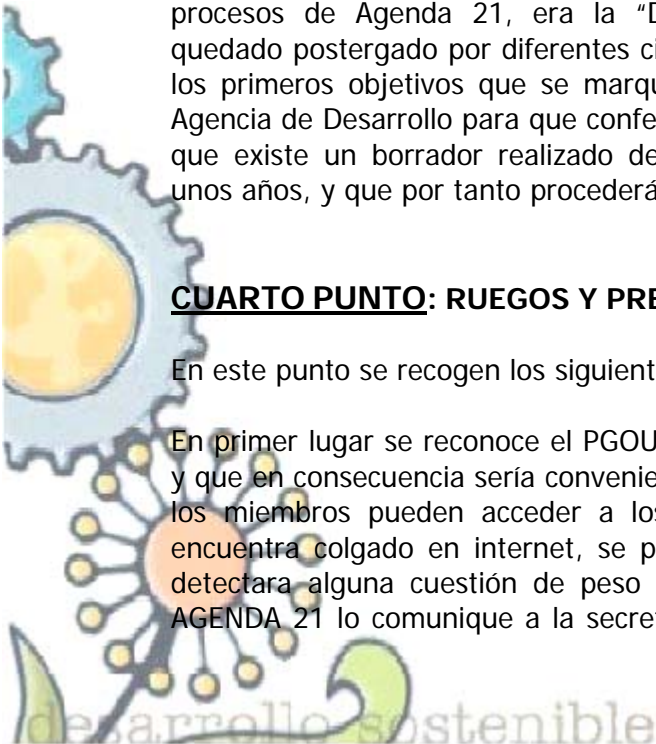 procesos de Agenda 21, era la “D
quedado postergado por diferentes ci
los primeros objetivos que se marqu
Agencia de Desarrollo para que confe
que existe un borrador realizado de
unos años, y que por tanto procederá
CUARTO PUNTO: RUEGOS Y PRE
En este punto se recogen los siguient
En primer lugar se reconoce el PGOU
y que en consecuencia sería convenie
los miembros pueden acceder a los
encuentra colgado en internet, se p
detectara alguna cuestión de peso
AGENDA 21 lo comunique a la secret
desarrollo sostenible